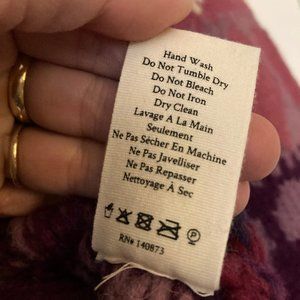 Hand Wash
Do Not Tumble Dry
Do Not Bleach
Do Not Iron
Dry Clean
Lavage A La Main
Seulement
Ne Pas Sécher En Machine
Ne Pas Javelliser
Ne Pas Repasser
Nettoyage À Sec
P
RN# 140873